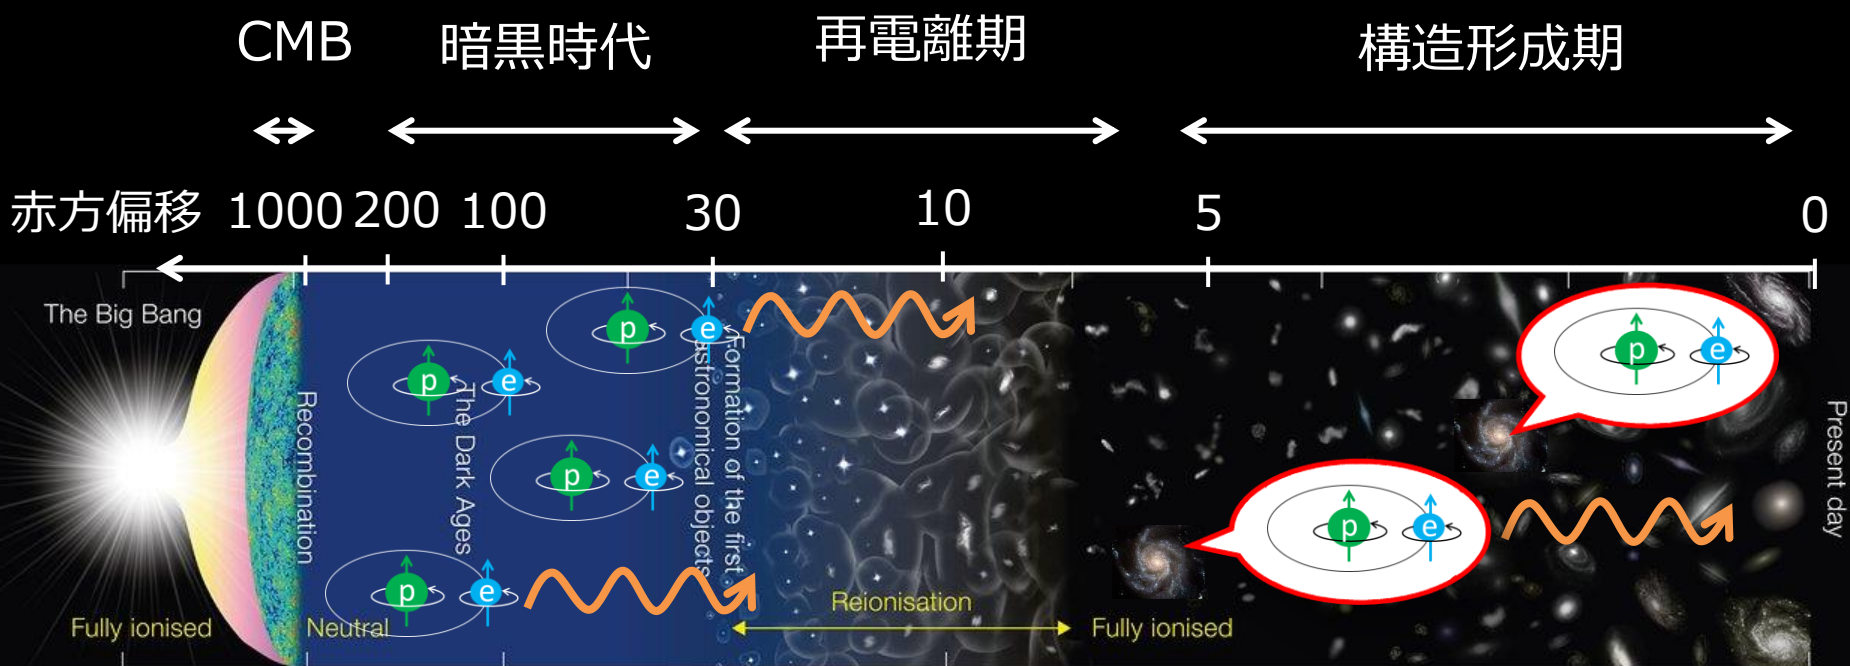 CMB
暗黒時代
再電離期
構造形成期
赤方偏移 1000 200 100 30 10 5 0
The Big Bang
Recombination
The Dark Ages
Formation of the first
astronomical objects
Present day
p e
p e
p e
p e
p e
p e
Reionisation
Fully ionised
Neutral
Fully ionised